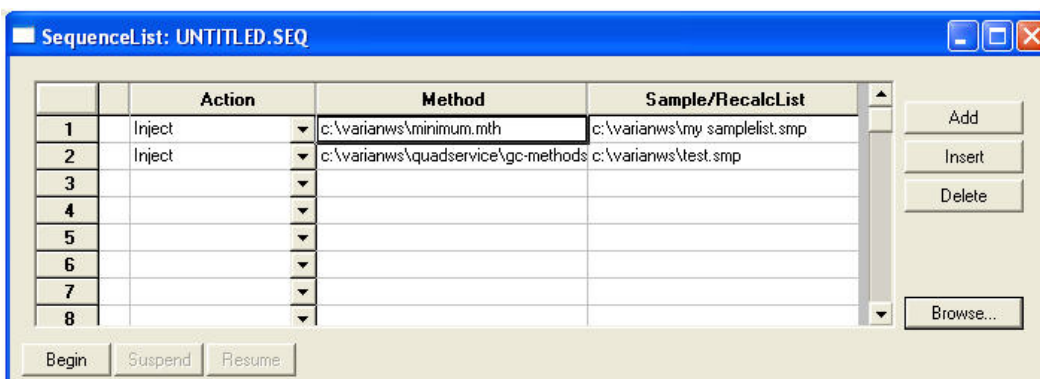 SequenceList: UNTITLED.SEQ
Action Method Sample/RecalcList
1 Inject c:\varianws\minimum.mth c:\varianws\my samplelist.smp
2 Inject c:\varianws\quadservice\gc-methods c:\varianws\test.smp
3
4
5
6
7
8
Add
Insert
Delete
Browse...
Begin Suspend Resume